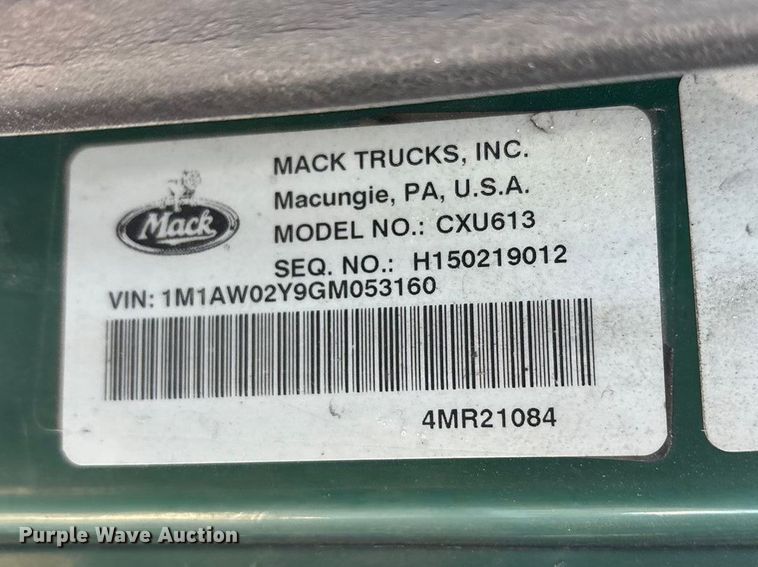 MACK TRUCKS, INC.
Mack
Macungie, PA, U.S.A.
MODEL NO.: CXU613
SEQ. NO.: H150219012
VIN: 1M1AW02Y9GM053160
4MR21084
Purple Wave Auction